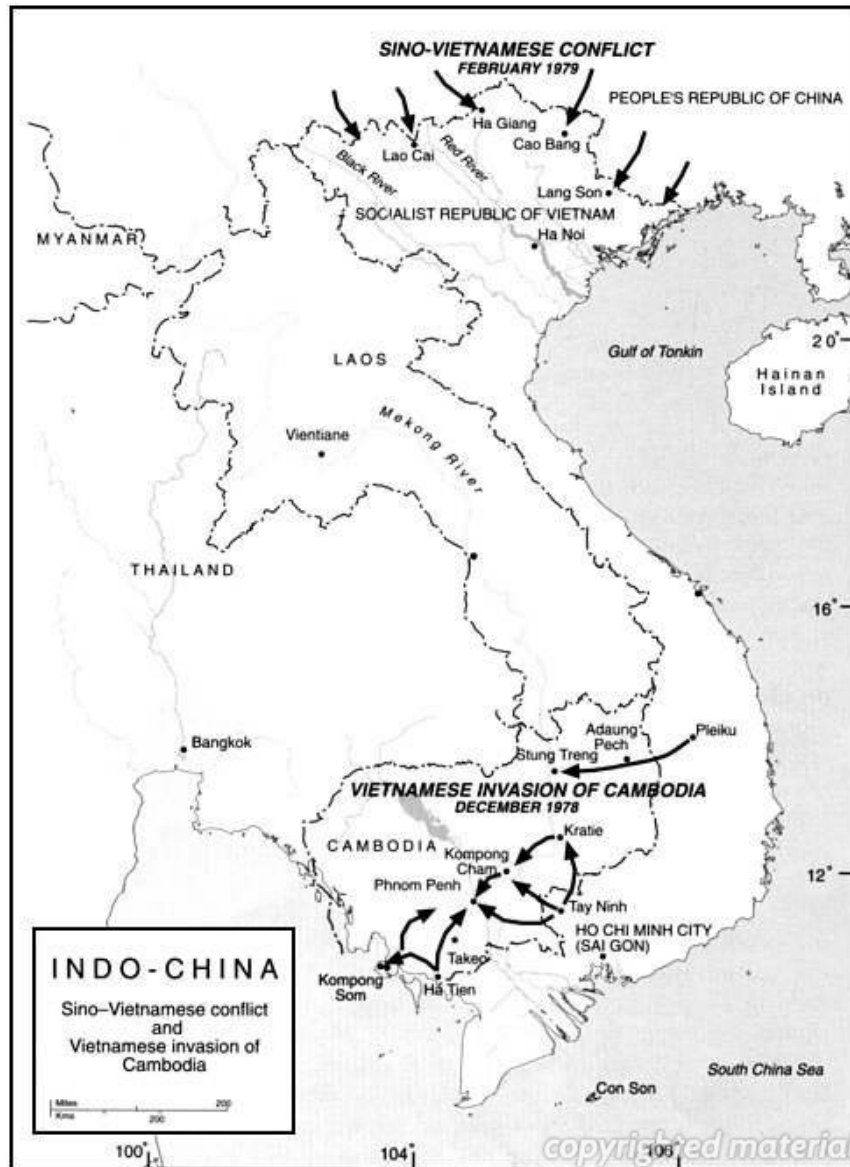 SINO-VIETNAMESE CONFLICT
FEBRUARY 1979
PEOPLE'S REPUBLIC OF CHINA
Ha Giang
Cao Bang
Lao Cai
Red River
Black River
Lang Son
SOCIALIST REPUBLIC OF VIETNAM
Ha Noi
MYANMAR
20°
Gulf of Tonkin
Hainan
Island
LAOS
Mekong River
Vientiane
THAILAND
16°
Bangkok
Adaung
Pech
Pleiku
Stung Treng
VIETNAMESE INVASION OF CAMBODIA
DECEMBER 1978
Kratie
CAMBODIA
Kompong
Cham
12°
Phnom Penh
Tay Ninh
HO CHI MINH CITY
(SAI GON)
Takeo
Kompong
Som
Ha Tien
INDO-CHINA
Sino–Vietnamese conflict
and
Vietnamese invasion of
Cambodia
Miles 200
Kms 200
South China Sea
Con Son
100°
104°
108°
copyrighted material